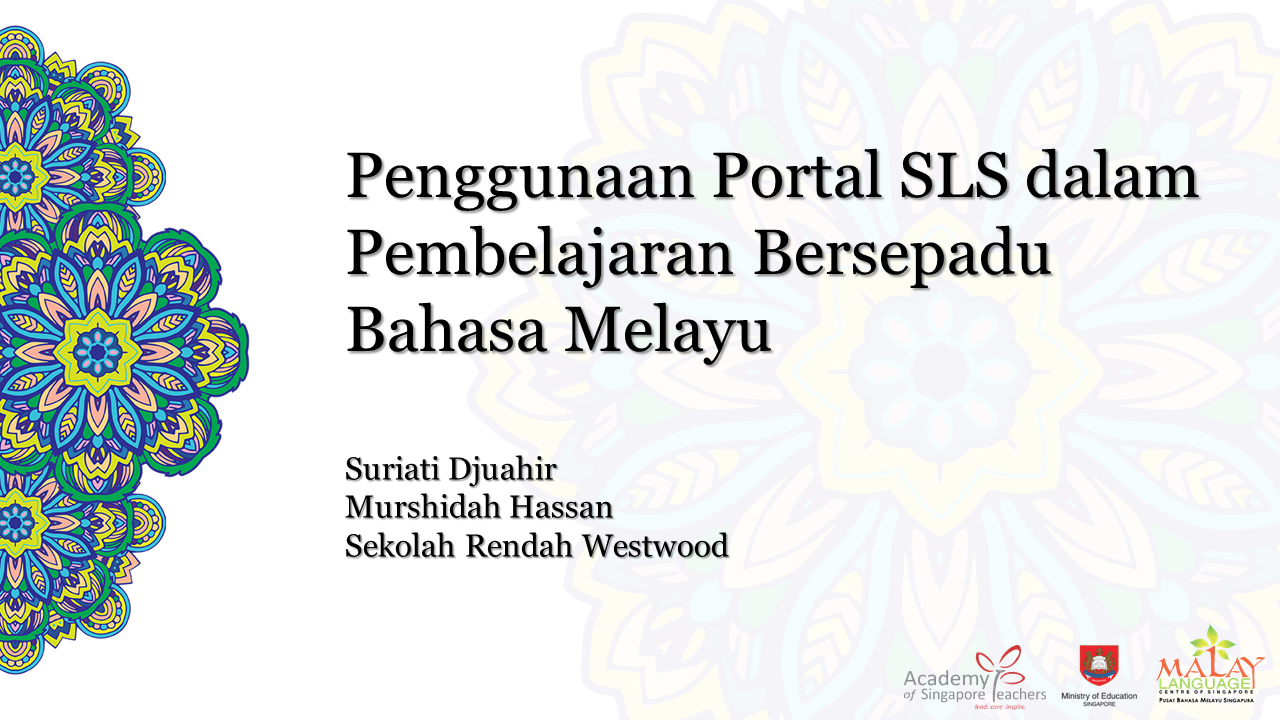 Penggunaan Portal SLS dalam
Pembelajaran Bersepadu
Bahasa Melayu
Suriati Djuahir
Murshidah Hassan
Sekolah Rendah Westwood
Academy
of Singapore Teachers
lead. care. inspire.
Ministry of Education
SINGAPORE
MALAY
LANGUAGE
CENTRE OF SINGAPORE
PUSAT BAHASA MELAYU SINGAPURA